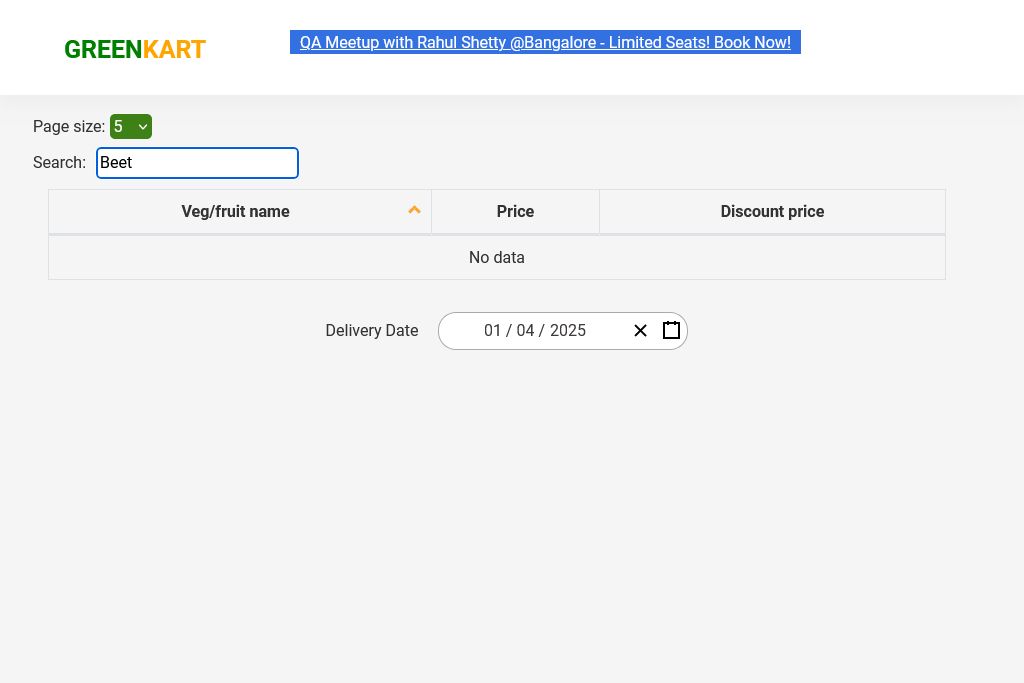 GREENKART
QA Meetup with Rahul Shetty @Bangalore - Limited Seats! Book Now!
Page size: 5
Search: Beet
Veg/fruit name Price Discount price
No data
Delivery Date 01 / 04 / 2025